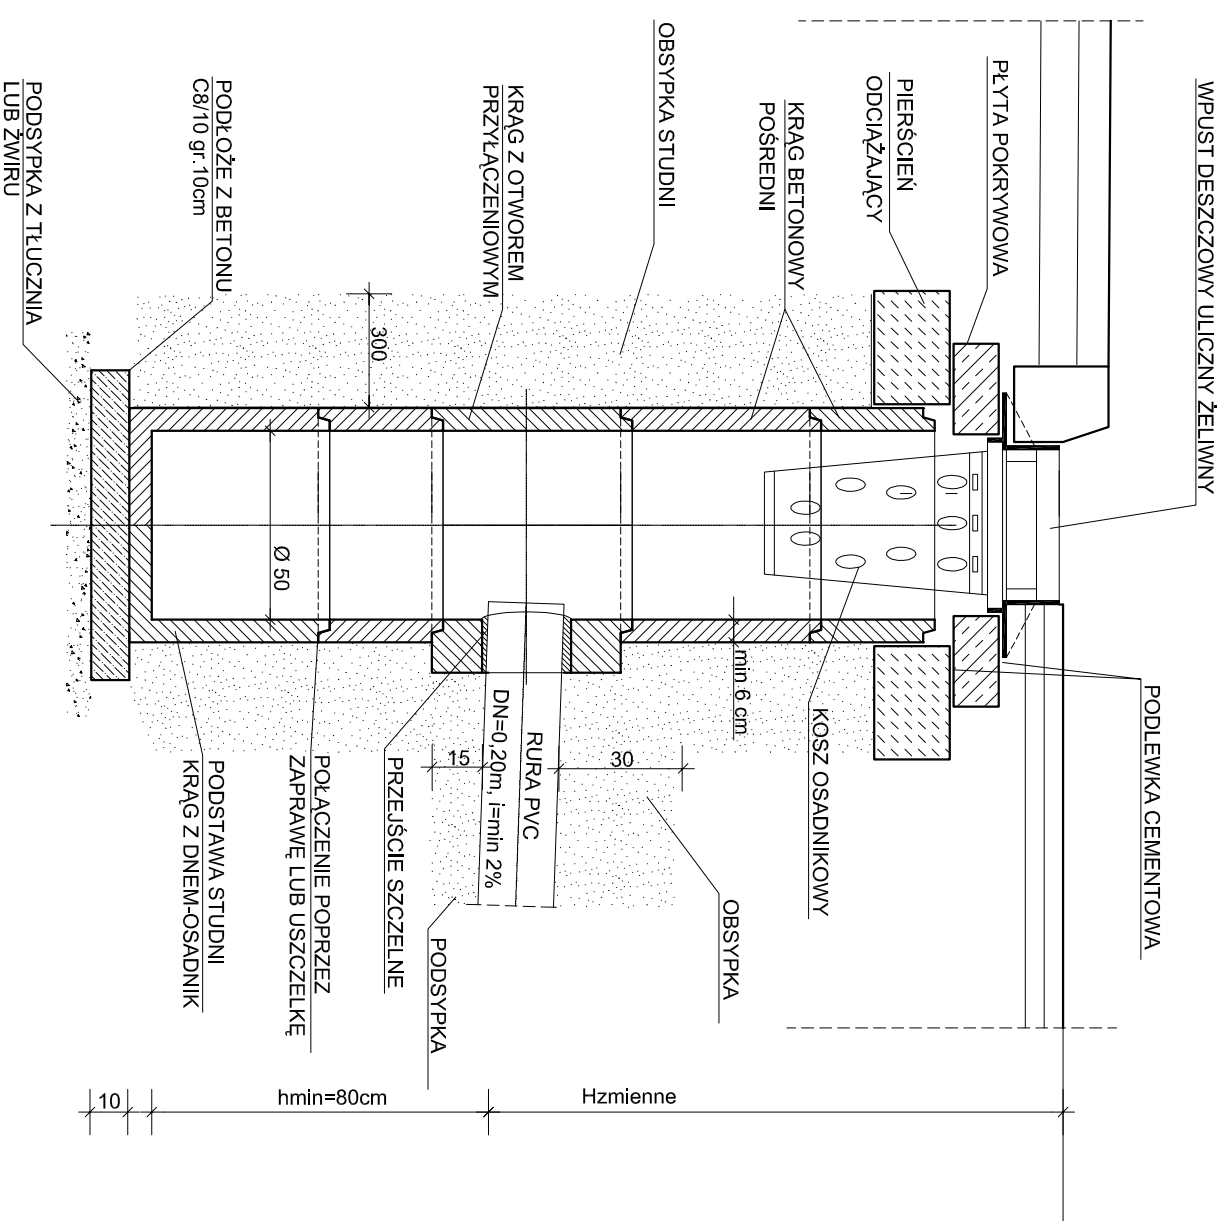 WPUST DESZCZOWY ULICZNY ŻELIWNY
PŁYTA POKRYWOWA
PIERŚCIEŃ
ODCIĄŻAJĄCY
KRĄG BETONOWY
POŚREDNI
OBSYPKA STUDNI
KRĄG Z OTWOREM
PRZYŁĄCZENIOWYM
PODŁOŻE Z BETONU
C8/10 gr.10cm
PODSYPKA Z TŁUCZNIA
LUB ŻWIRU
300
Ø 50
min 6 cm
PODLEWKA CEMENTOWA
KOSZ OSADNIKOWY
OBSYPKA
30
RURA PVC
DN=0,20m, i=min 2%
15
PODSYPKA
PRZEJŚCIE SZCZELNE
POŁĄCZENIE POPRZEZ
ZAPRAWĘ LUB USZCZELKĘ
PODSTAWA STUDNI
KRĄG Z DNEM-OSADNIK
10
hmin=80cm
Hzmienne